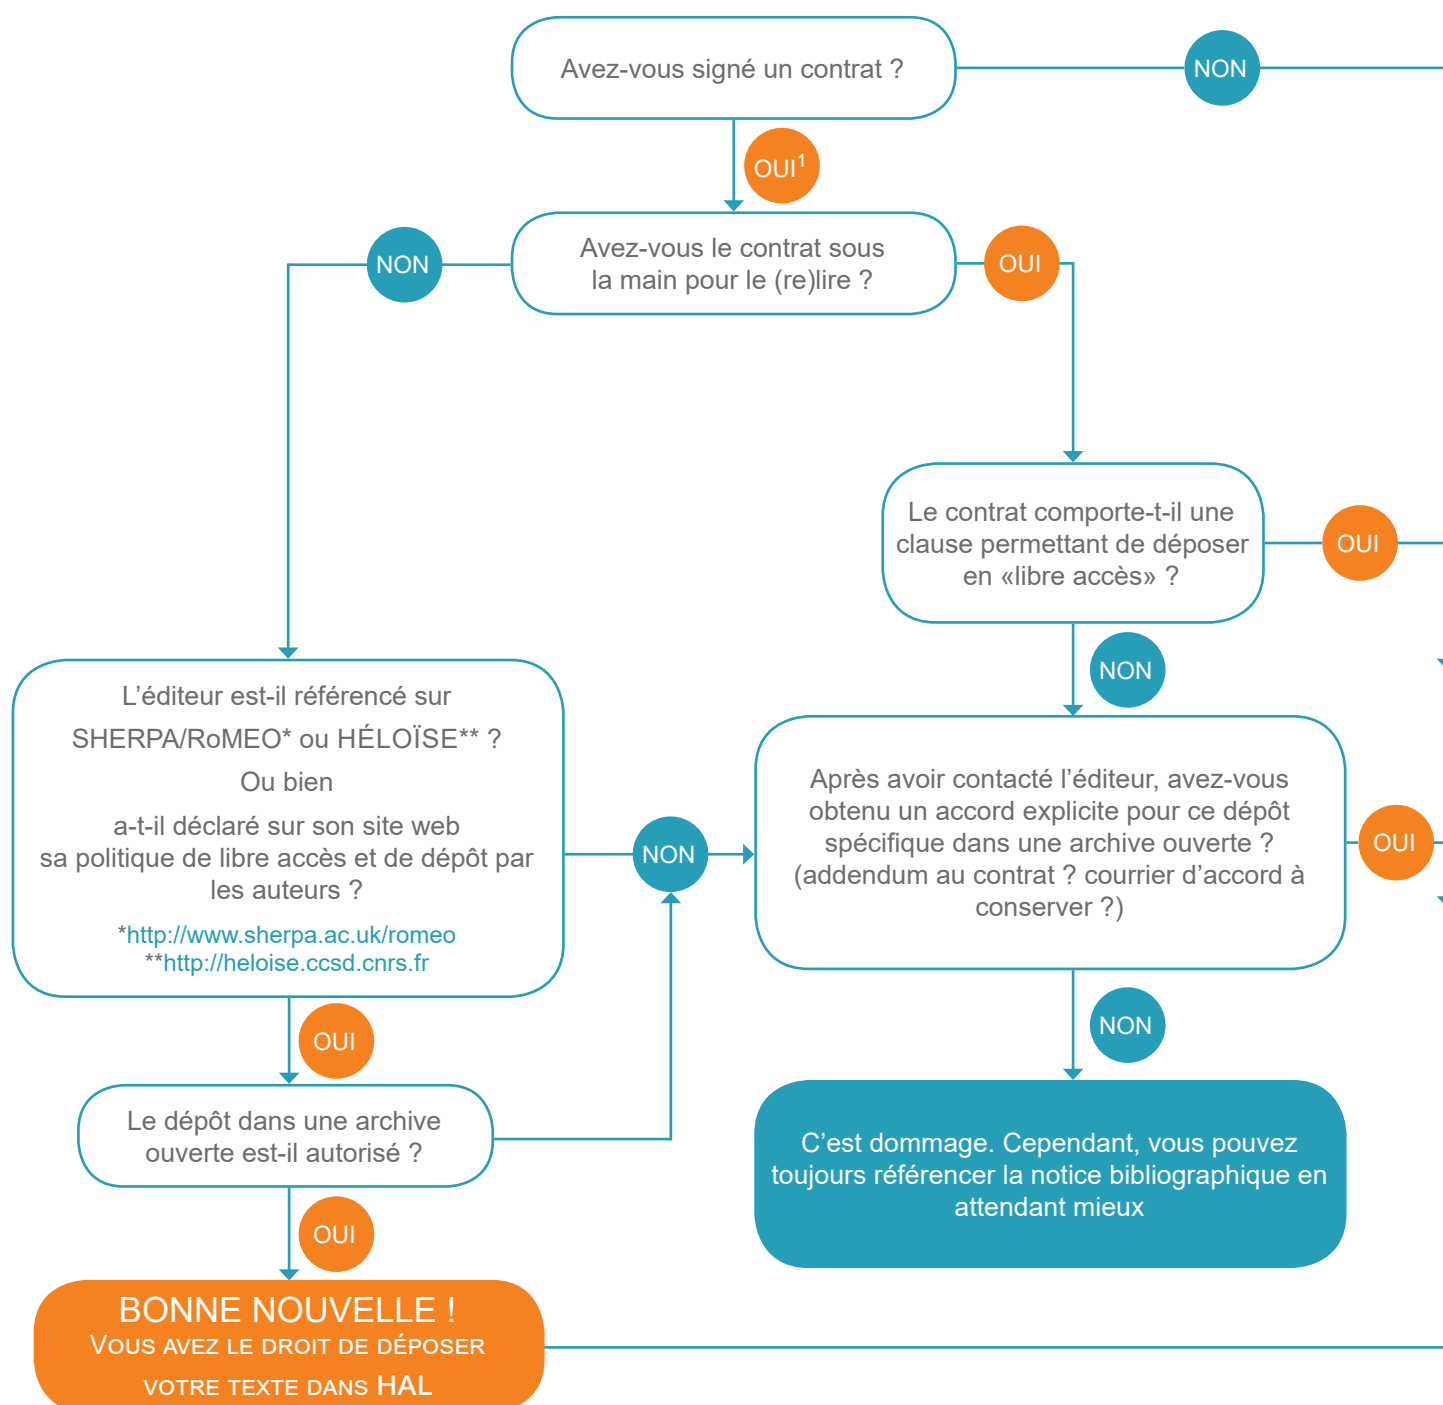 Avez-vous signé un contrat ?
NON
OUI1
Avez-vous le contrat sous
la main pour le (re)lire ?
NON
OUI
Le contrat comporte-t-il une
clause permettant de déposer
en «libre accès» ?
OUI
NON
L’éditeur est-il référencé sur
SHERPA/RoMEO* ou HÉLOÏSE** ?
Ou bien
a-t-il déclaré sur son site web
sa politique de libre accès et de dépôt par
les auteurs ?
*http://www.sherpa.ac.uk/romeo
**http://heloise.ccsd.cnrs.fr
NON
Après avoir contacté l’éditeur, avez-vous
obtenu un accord explicite pour ce dépôt
spécifique dans une archive ouverte ?
(addendum au contrat ? courrier d’accord à
conserver ?)
OUI
OUI
NON
Le dépôt dans une archive
ouverte est-il autorisé ?
C’est dommage. Cependant, vous pouvez
toujours référencer la notice bibliographique en
attendant mieux
OUI
BONNE NOUVELLE !
VOUS AVEZ LE DROIT DE DÉPOSER
VOTRE TEXTE DANS HAL